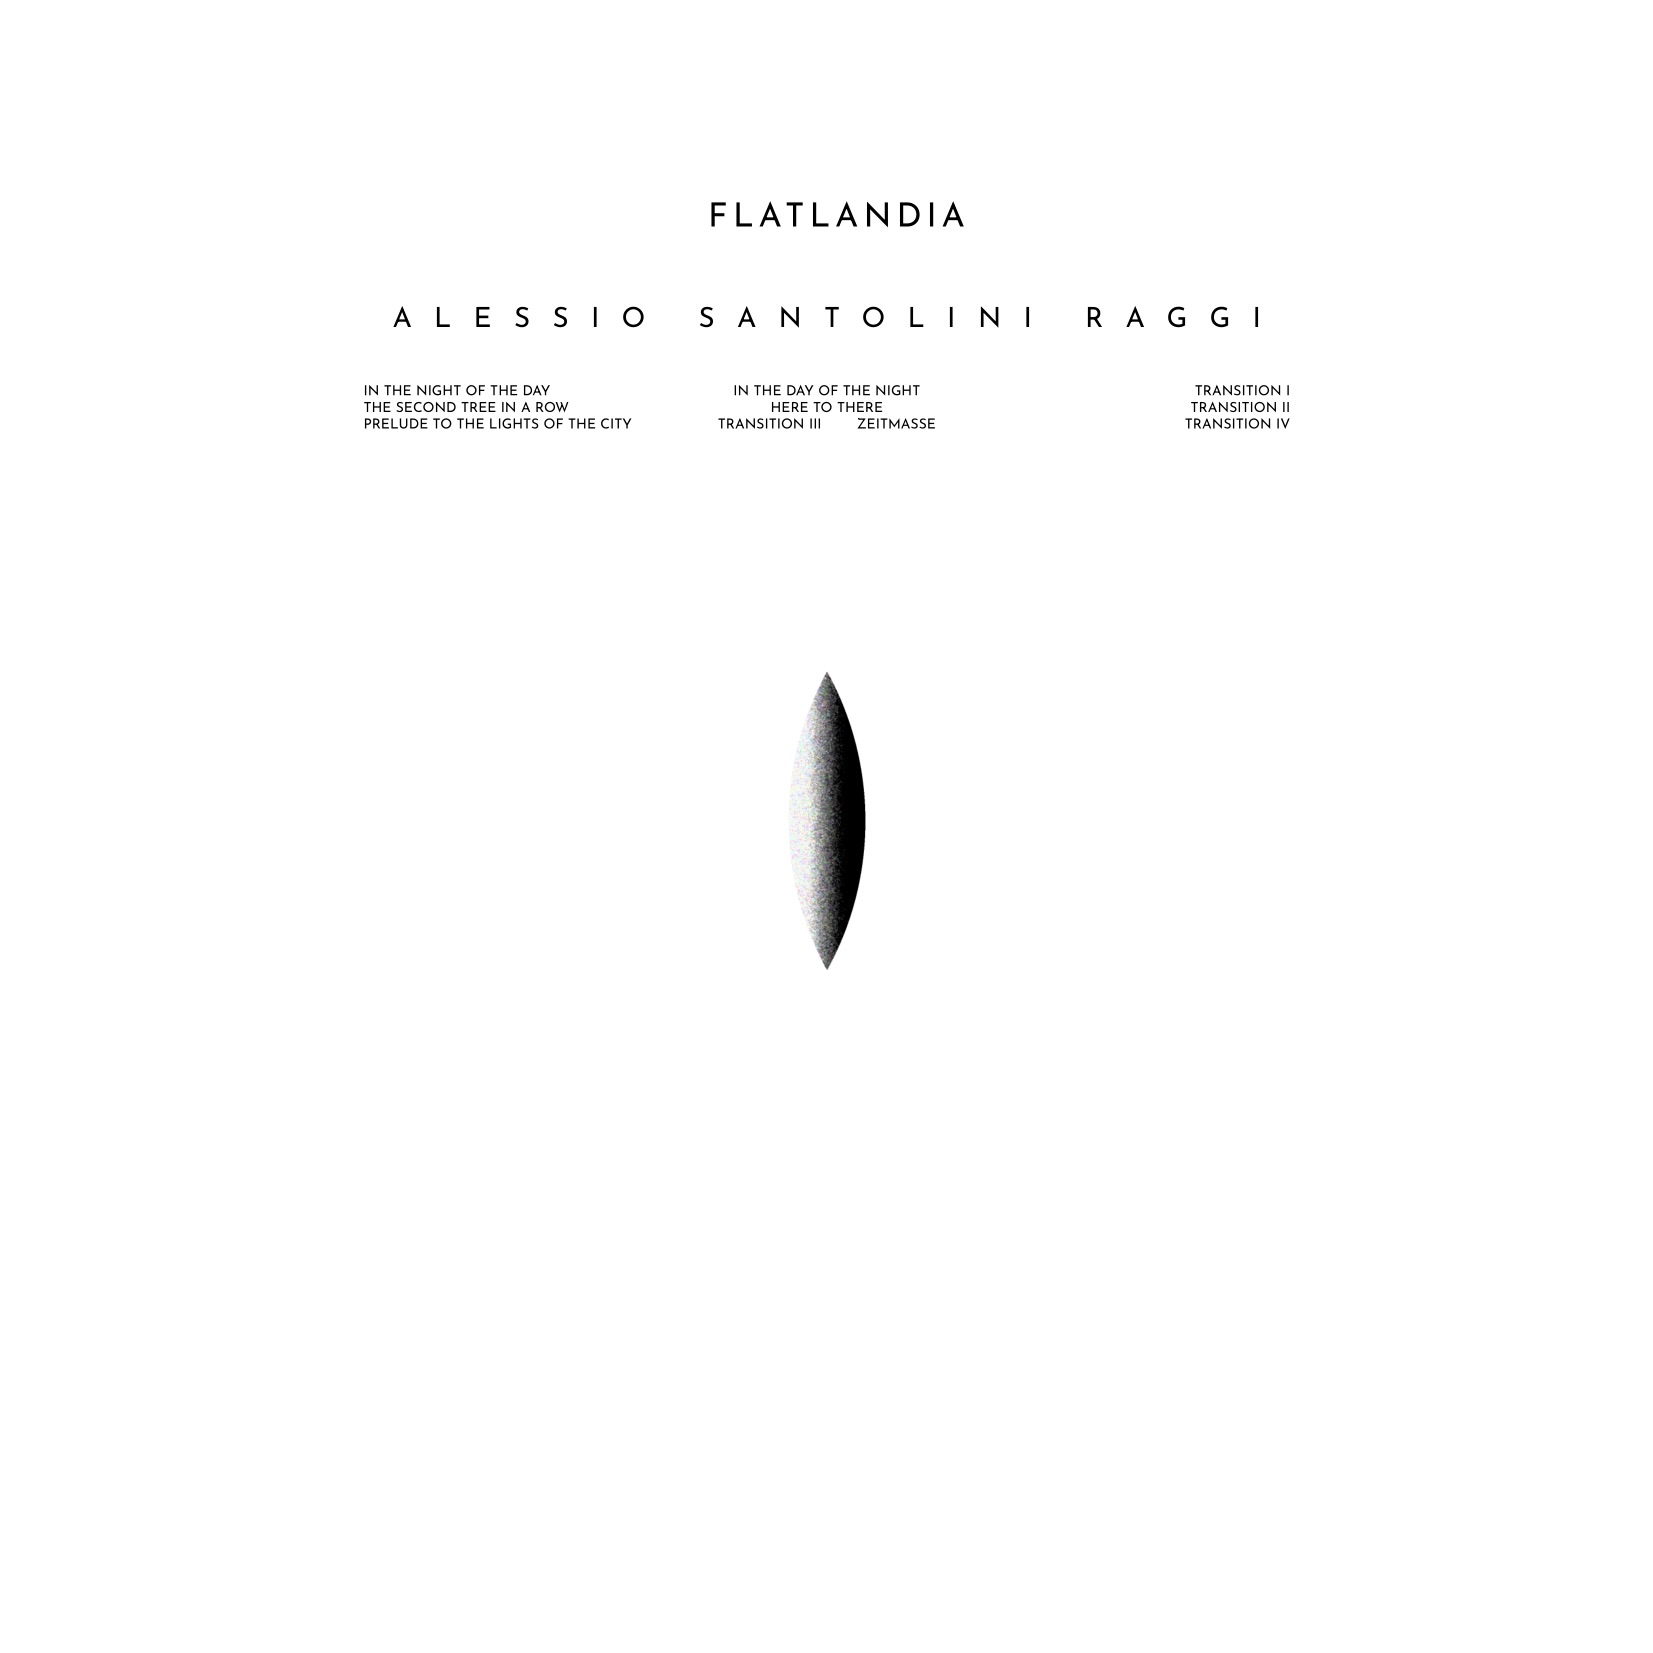 FLATLANDIA
ALESSIO SANTOLINI RAGGI
IN THE NIGHT OF THE DAY IN THE DAY OF THE NIGHT TRANSITION I
THE SECOND TREE IN A ROW HERE TO THERE TRANSITION II
PRELUDE TO THE LIGHTS OF THE CITY TRANSITION III ZEITMASSE TRANSITION IV